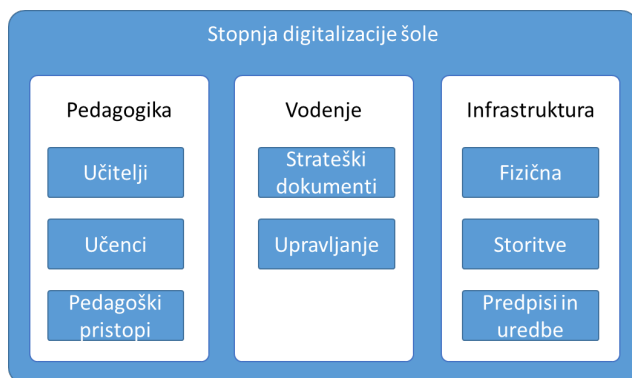 Stopnja digitalizacije šole
Pedagogika
Učitelji
Učenci
Pedagoški
pristopi
Vodenje
Strateški
dokumenti
Upravljanje
Infrastruktura
Fizična
Storitve
Predpisi in
uredbe